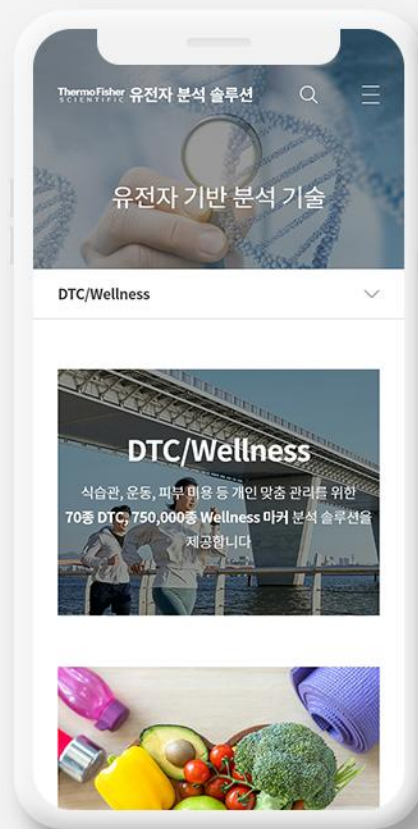 ThermoFisher
SCIENTIFIC
유전자 분석 솔루션
유전자 기반 분석 기술
DTC/Wellness
DTC/Wellness
식습관, 운동, 피부 미용 등 개인 맞춤 관리를 위한
70종 DTC, 750,000종 Wellness 마커 분석 솔루션을
제공합니다